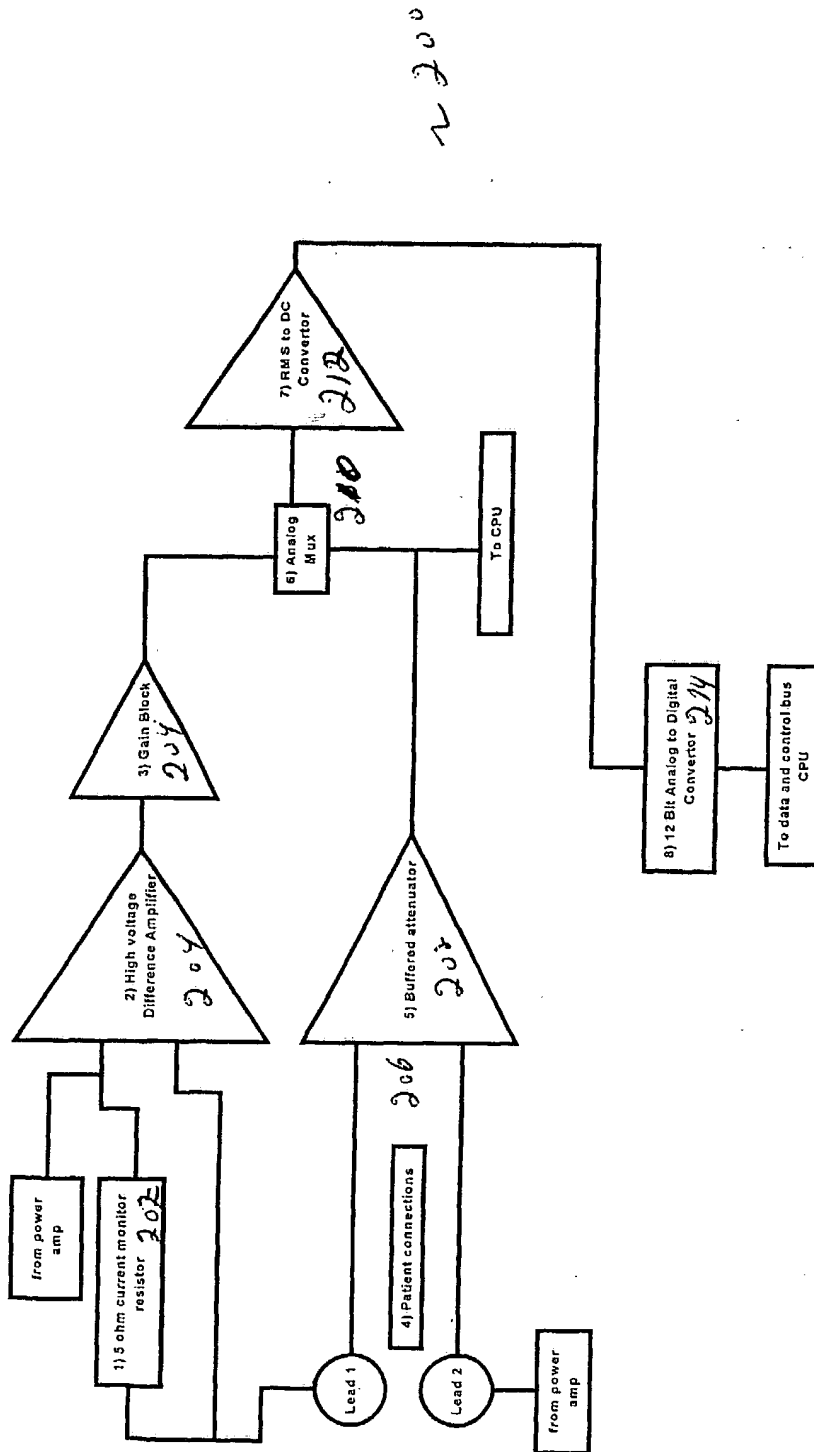 from power
amp
1) 5 ohm current monitor
resistor 202
2) High voltage
Difference Amplifier
204
3) Gain Block
204
Lead 1
4) Patient connections
206
Lead 2
from power
amp
5) Buffered attenuator
6) Analog
Mux
7) RMS to DC
Convertor
212
To CPU
8) 12 Bit Analog to Digital
Convertor 214
To data and control bus
CPU
~ 200